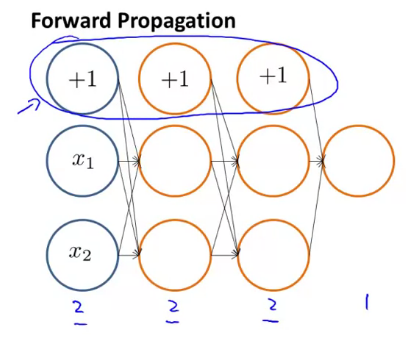 Forward Propagation
+1 +1 +1
x₁
x₂
2 2 2 1